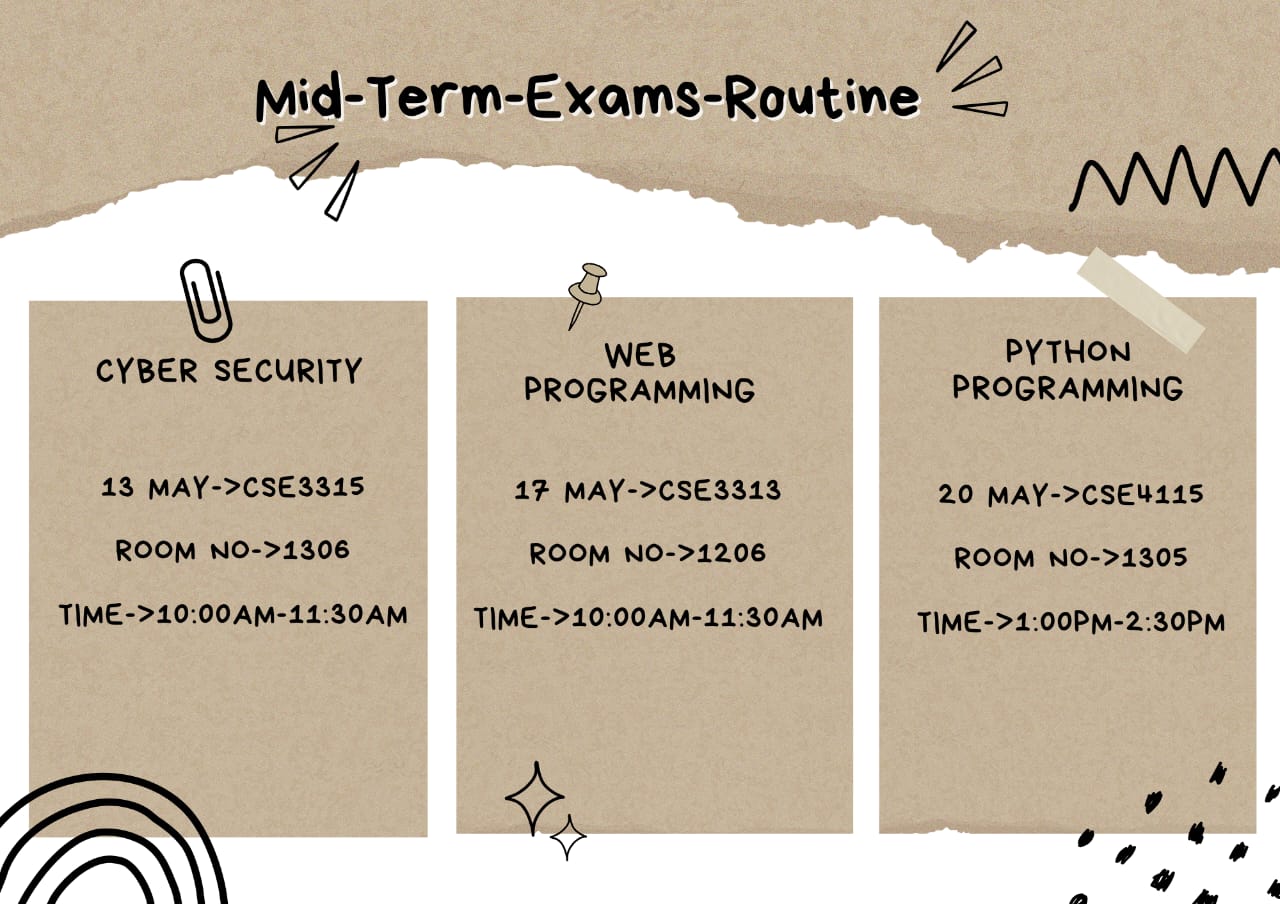 Mid-Term-Exams-Routine
CYBER SECURITY
13 MAY->CSE3315
ROOM NO->1306
TIME->10:00AM-11:30AM
WEB
PROGRAMMING
17 MAY->CSE3313
ROOM NO->1206
TIME->10:00AM-11:30AM
PYTHON
PROGRAMMING
20 MAY->CSE4115
ROOM NO->1305
TIME->1:00PM-2:30PM